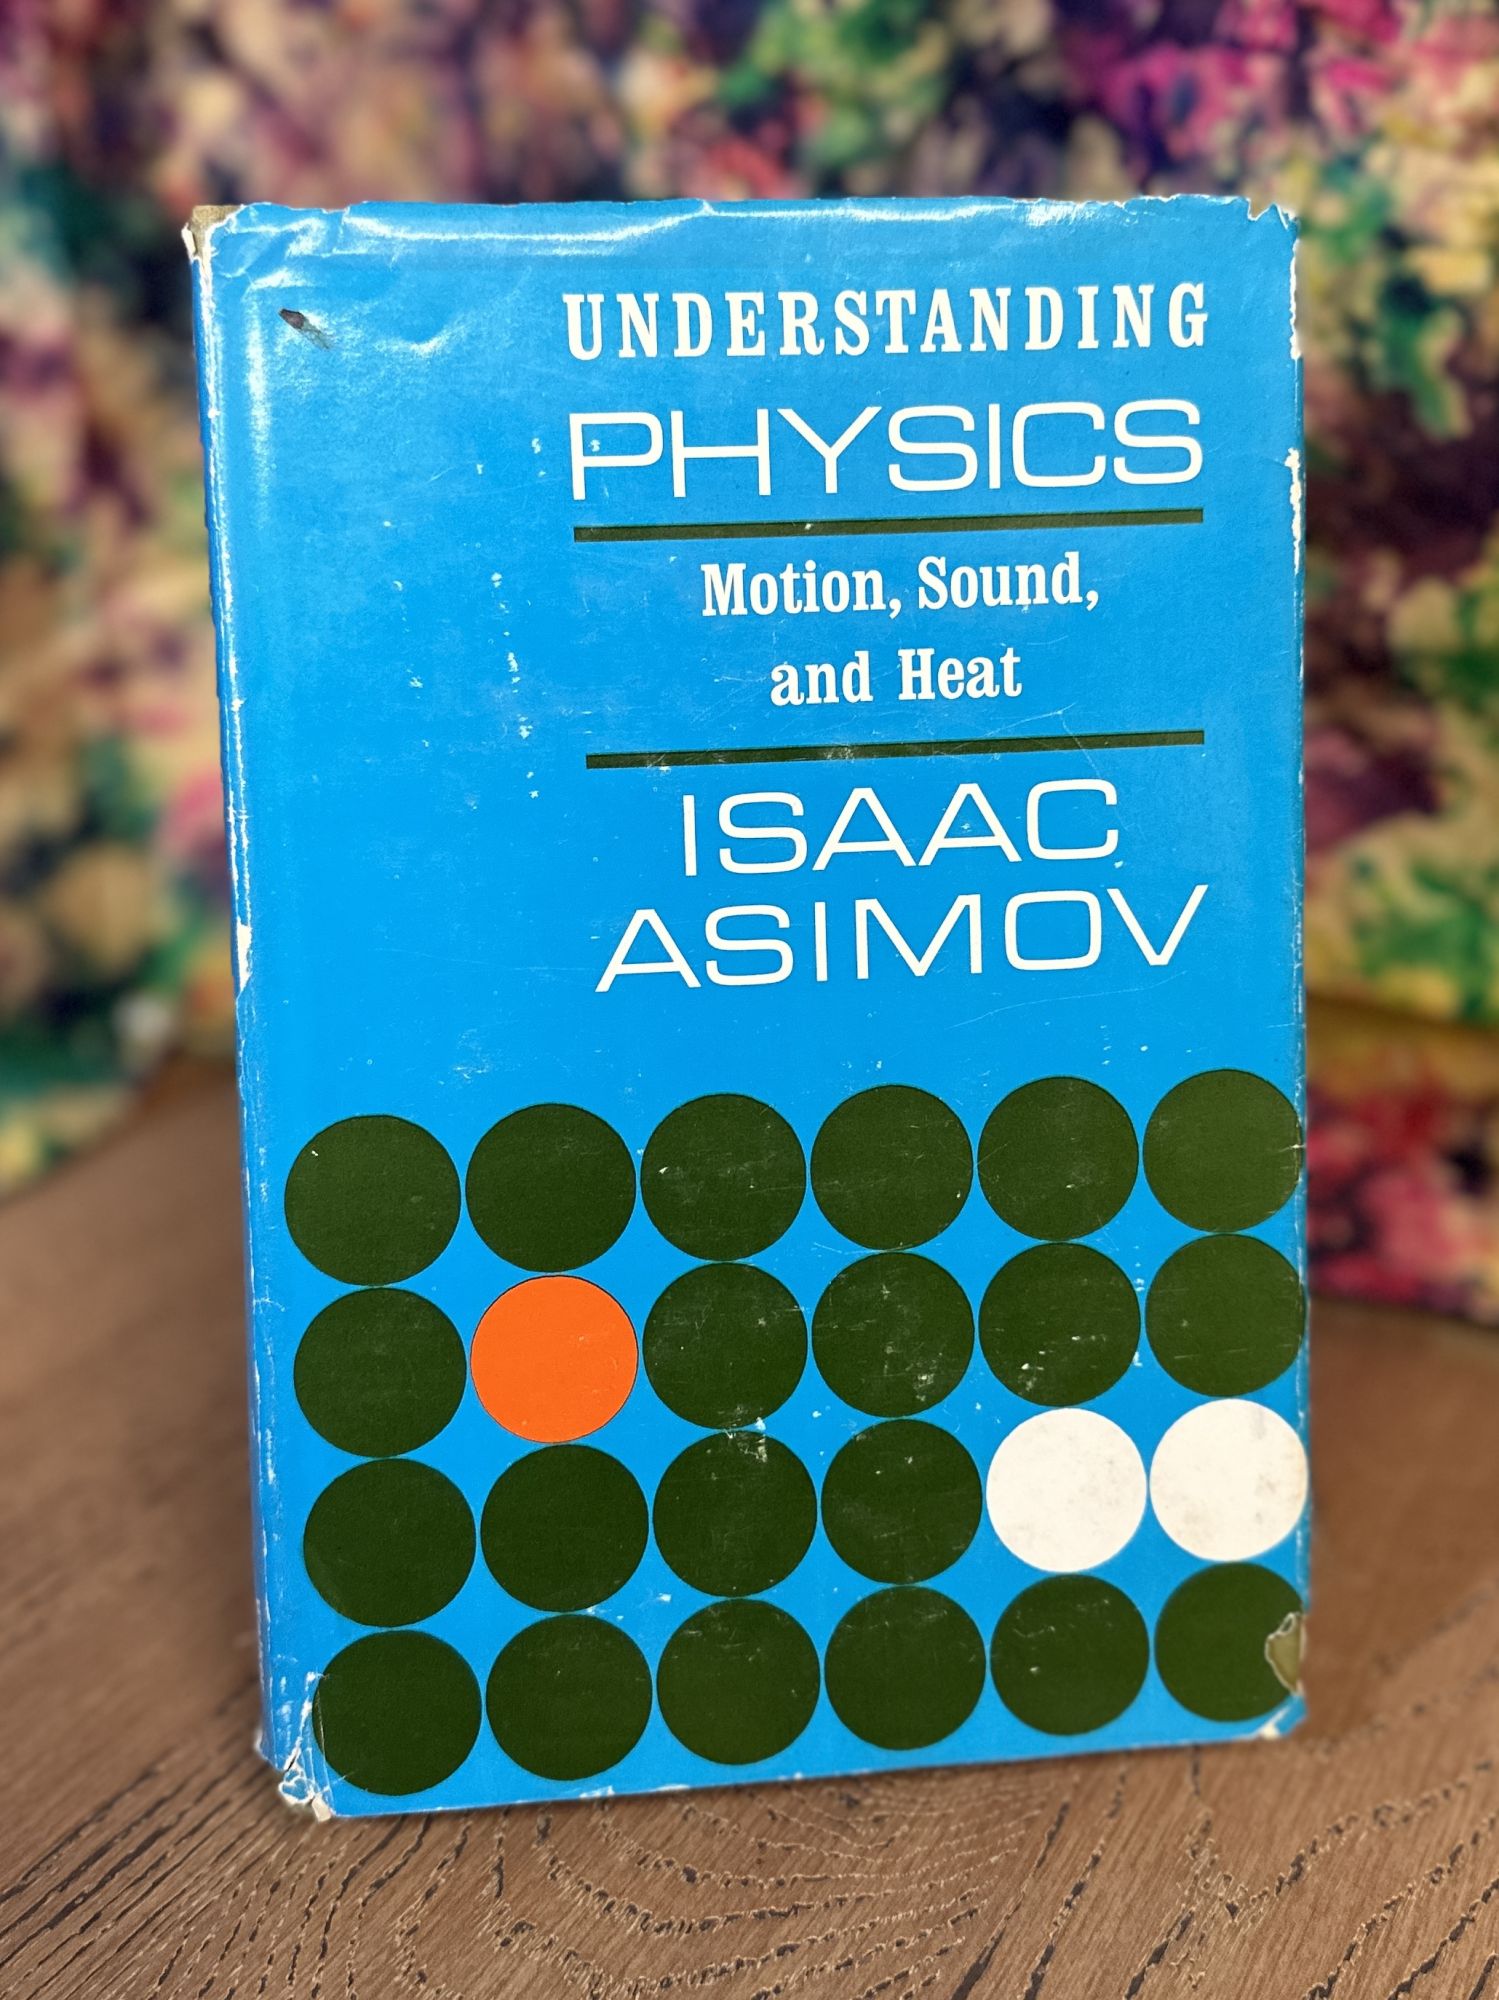 UNDERSTANDING
PHYSICS
Motion, Sound,
and Heat
ISAAC
ASIMOV